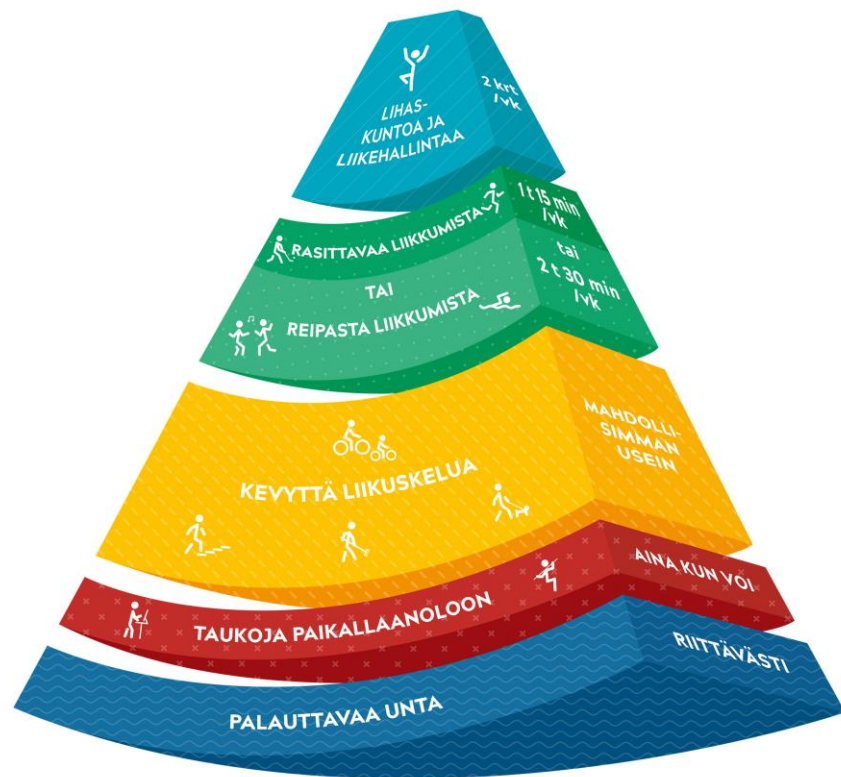 LIHAS-
KUNTOA JA
LIIKEHALLINTAA
2 krt
/vk
RASITTAVAA LIIKKUMISTA
1 t 15 min
/vk
TAI
tai
REIPASTA LIIKKUMISTA
2 t 30 min
/vk
KEVYTTÄ LIIKUSKELUA
MAHDOLLI-
SIMMAN
USEIN
TAUKOJA PAIKALLAANOLOON
AINA KUN VOI
PALAUTTAVAA UNTA
RIITTÄVÄSTI